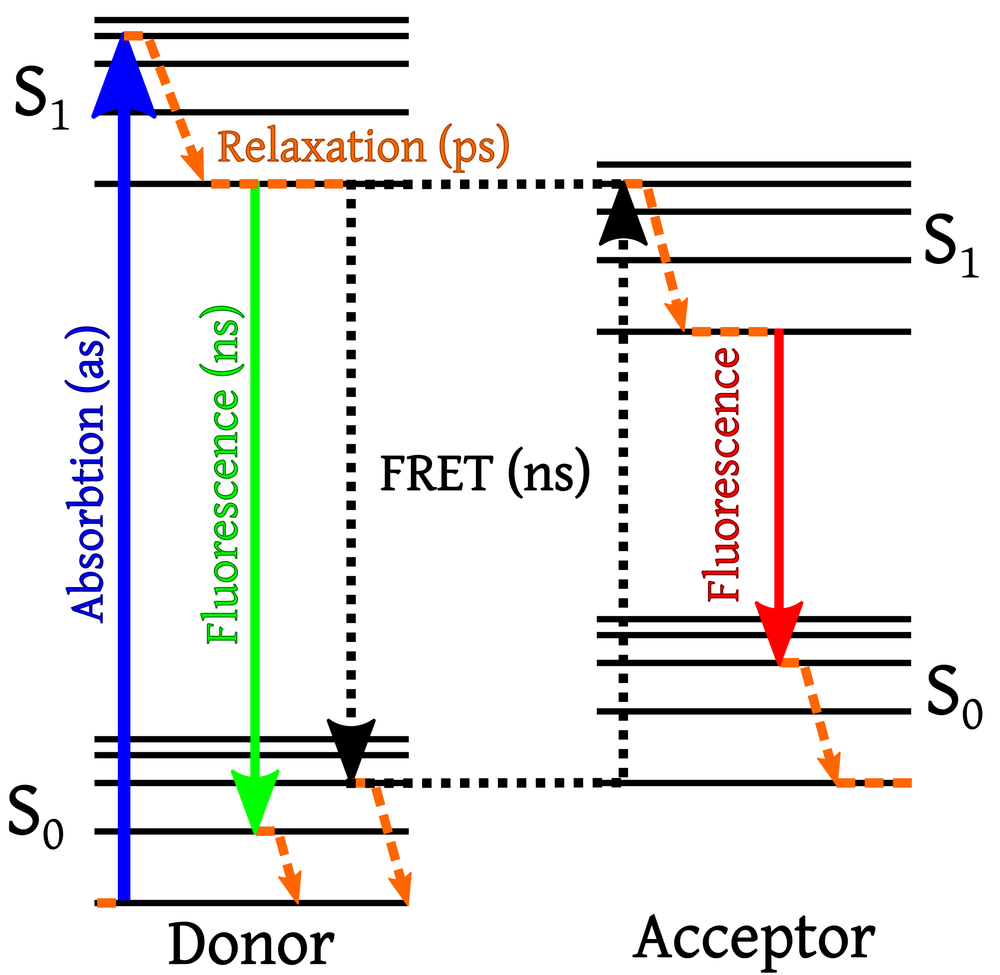 S1
Relaxation (ps)
S1
Absorbtion (as)
Fluorescence (ns)
FRET (ns)
Fluorescence
S0
S0
Donor
Acceptor